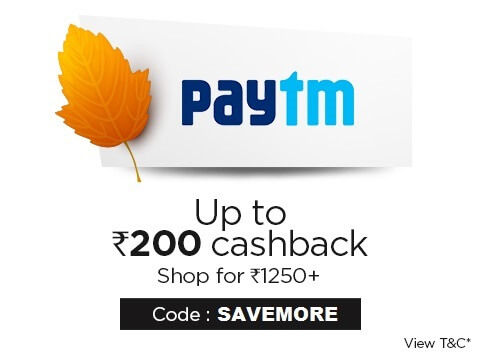 paytm
Up to
₹200 cashback
Shop for ₹1250+
Code : SAVEMORE
View T&C*